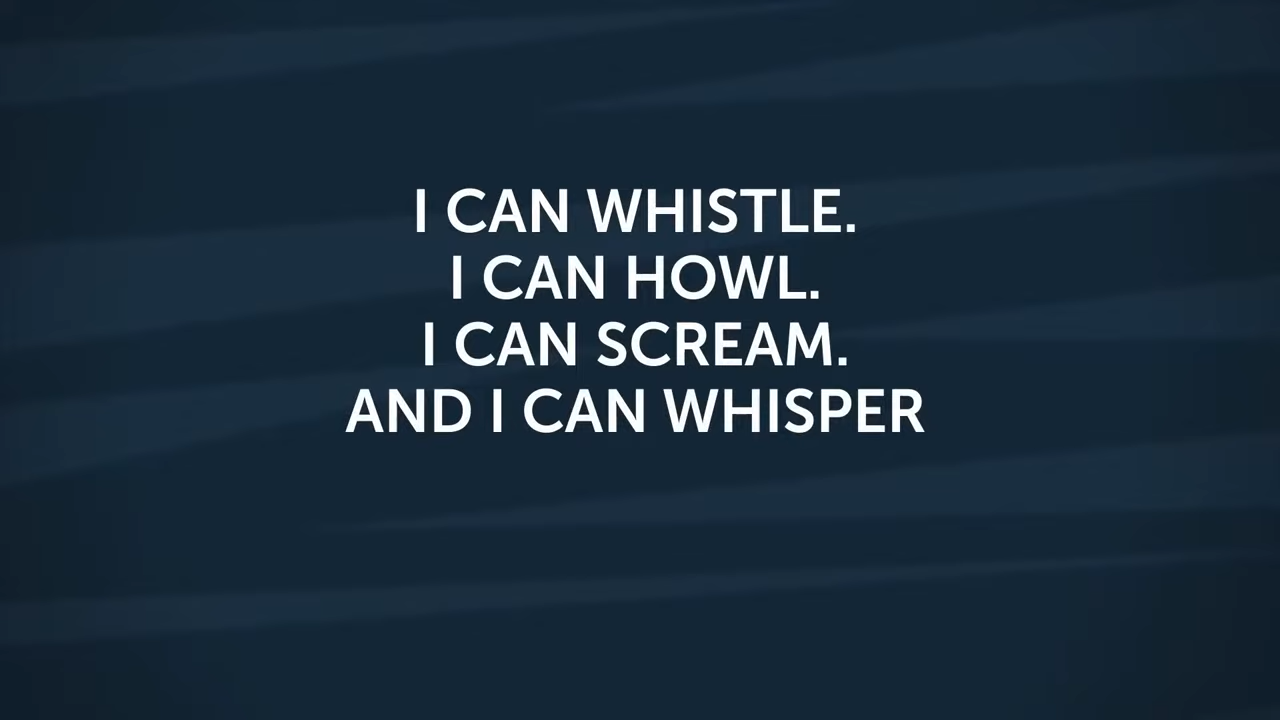 I CAN WHISTLE.
I CAN HOWL.
I CAN SCREAM.
AND I CAN WHISPER